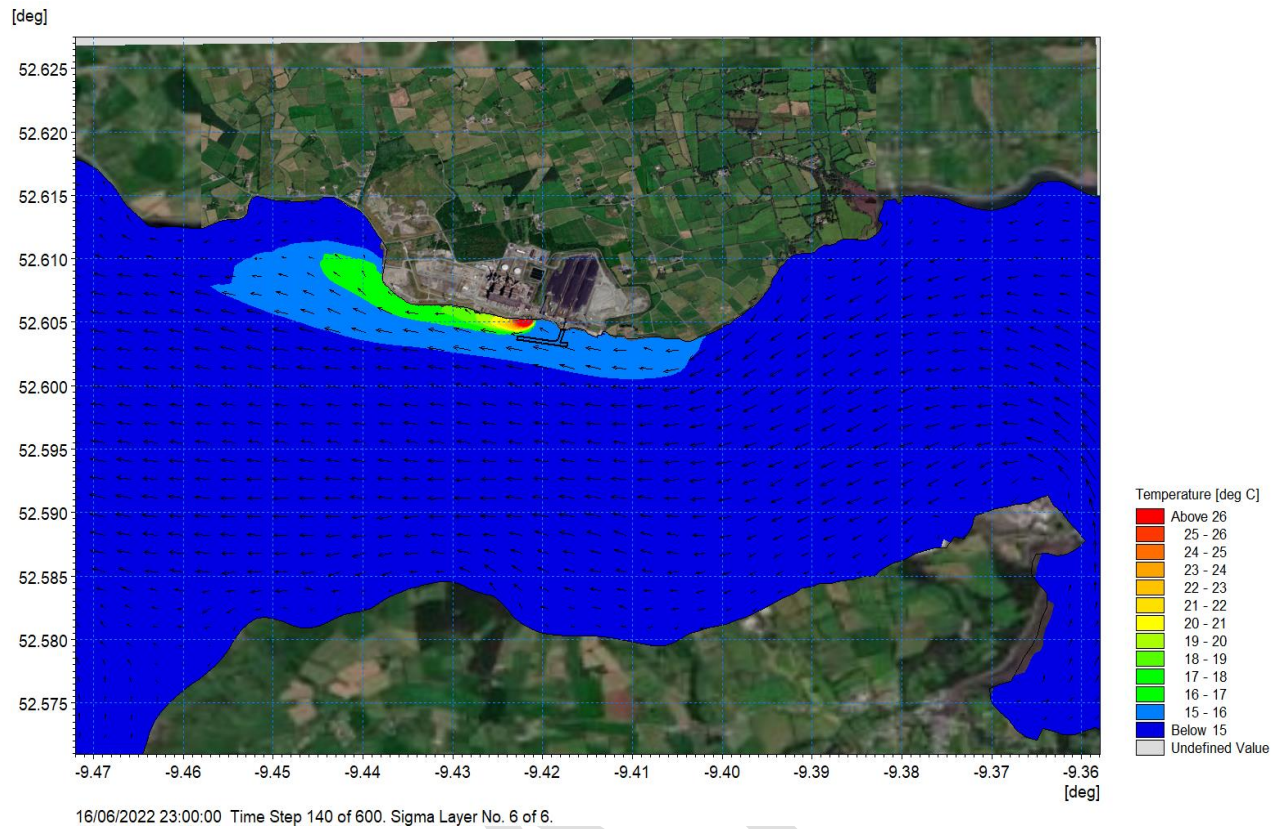 [deg]
52.625
52.620
52.615
52.610
52.605
52.600
52.595
52.590
52.585
52.580
52.575
-9.47 -9.46 -9.45 -9.44 -9.43 -9.42 -9.41 -9.40 -9.39 -9.38 -9.37 -9.36
[deg]
Temperature [deg C]
Above 26
25 - 26
24 - 25
23 - 24
22 - 23
21 - 22
20 - 21
19 - 20
18 - 19
17 - 18
16 - 17
15 - 16
Below 15
Undefined Value
16/06/2022 23:00:00 Time Step 140 of 600. Sigma Layer No. 6 of 6.